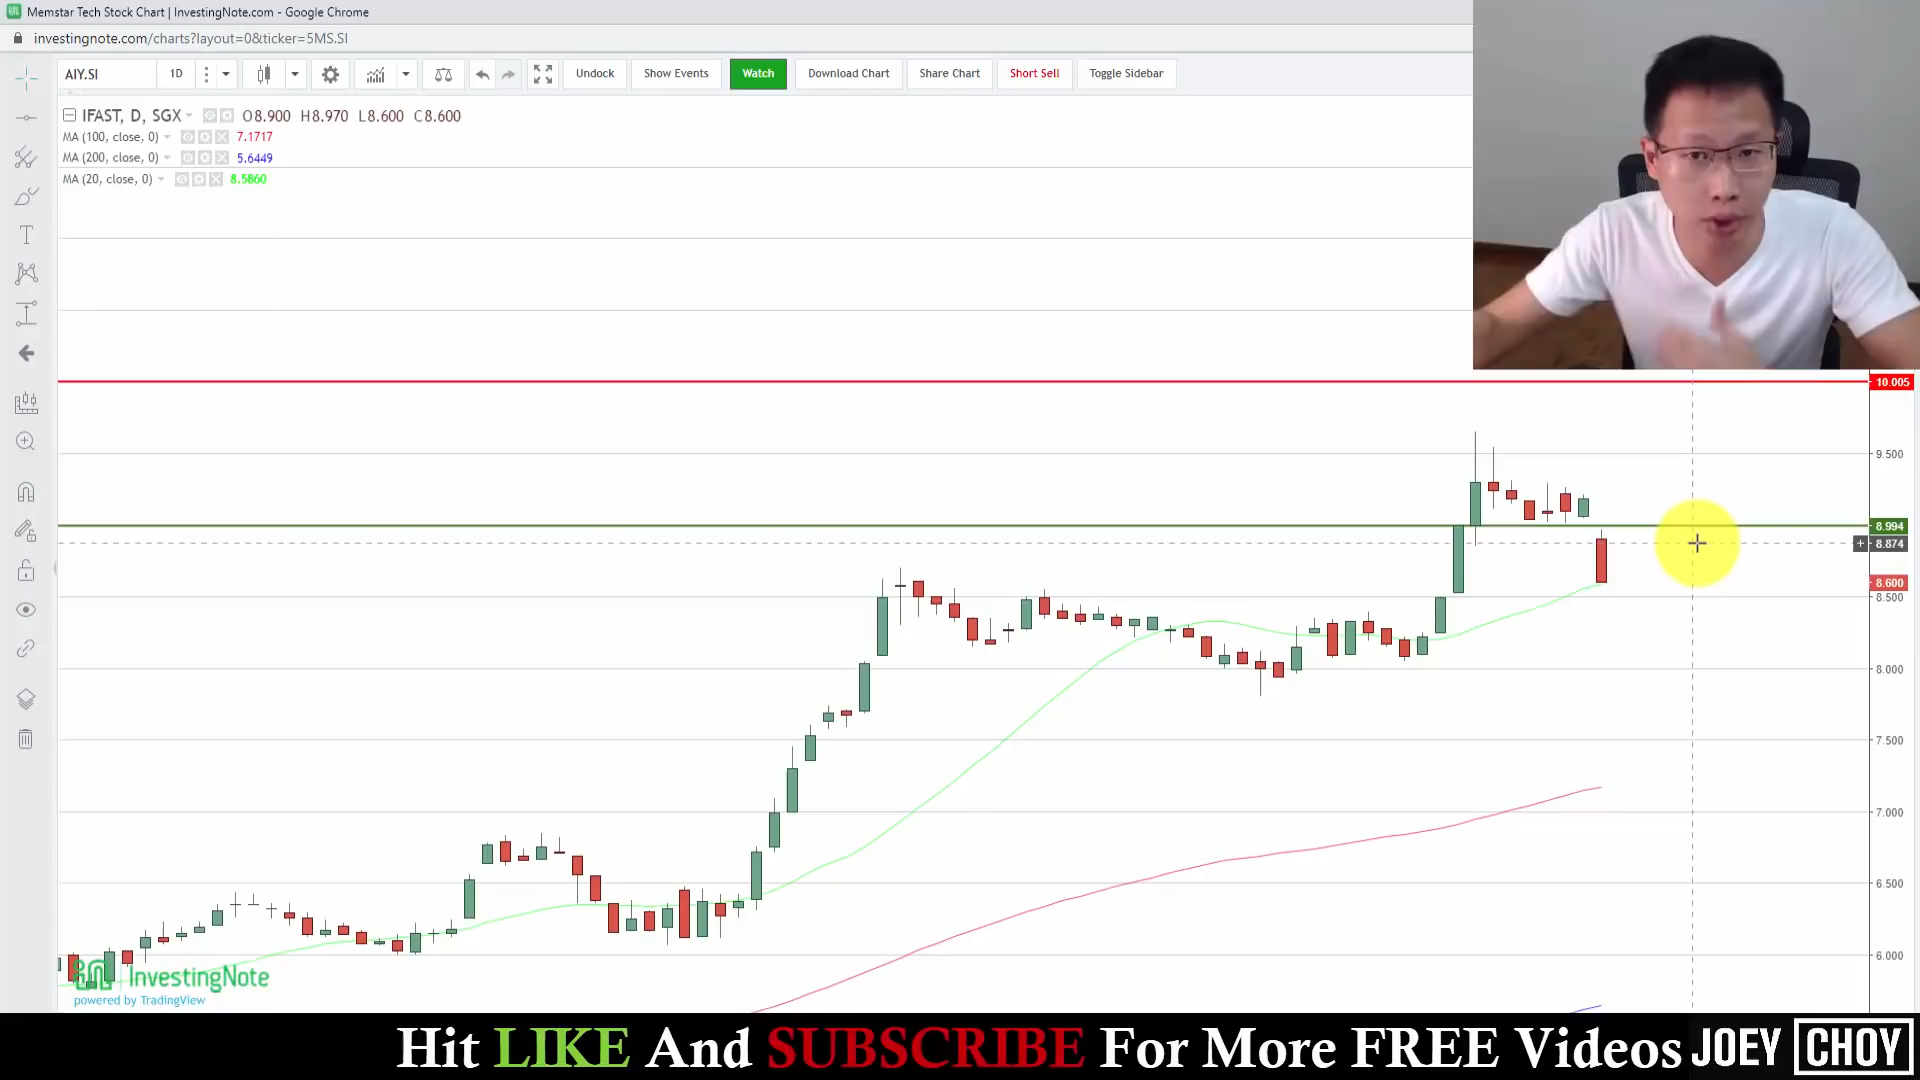 Memstar Tech Stock Chart | InvestingNote.com - Google Chrome
investingnote.com/charts?layout=0&ticker=5MS.SI
AIY.SI 1D Undock Show Events Watch Download Chart Share Chart Short Sell Toggle Sidebar
IFAST, D, SGX O8.900 H8.970 L8.600 C8.600
MA (100, close, 0) 7.1717
MA (200, close, 0) 5.6449
MA (20, close, 0) 8.5860
10.005
9.500
8.994
+ 8.874
8.600
8.500
8.000
7.500
7.000
6.500
6.000
InvestingNote
powered by TradingView
Hit LIKE And SUBSCRIBE For More FREE Videos JOEY CHOY